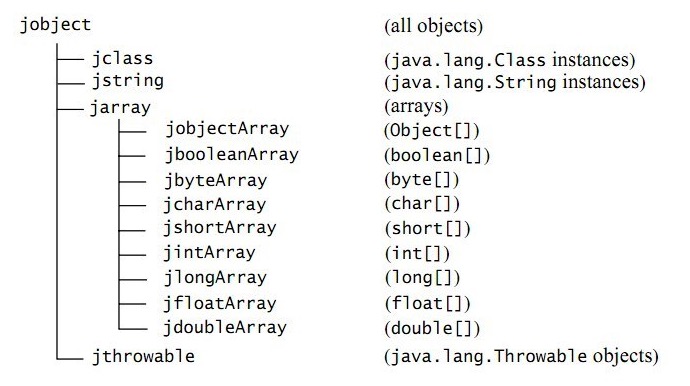 jobject (all objects)
jclass (java.lang.Class instances)
jstring (java.lang.String instances)
jarray (arrays)
jobjectArray (Object[])
jbooleanArray (boolean[])
jbyteArray (byte[])
jcharArray (char[])
jshortArray (short[])
jintArray (int[])
jlongArray (long[])
jfloatArray (float[])
jdoubleArray (double[])
jthrowable (java.lang.Throwable objects)